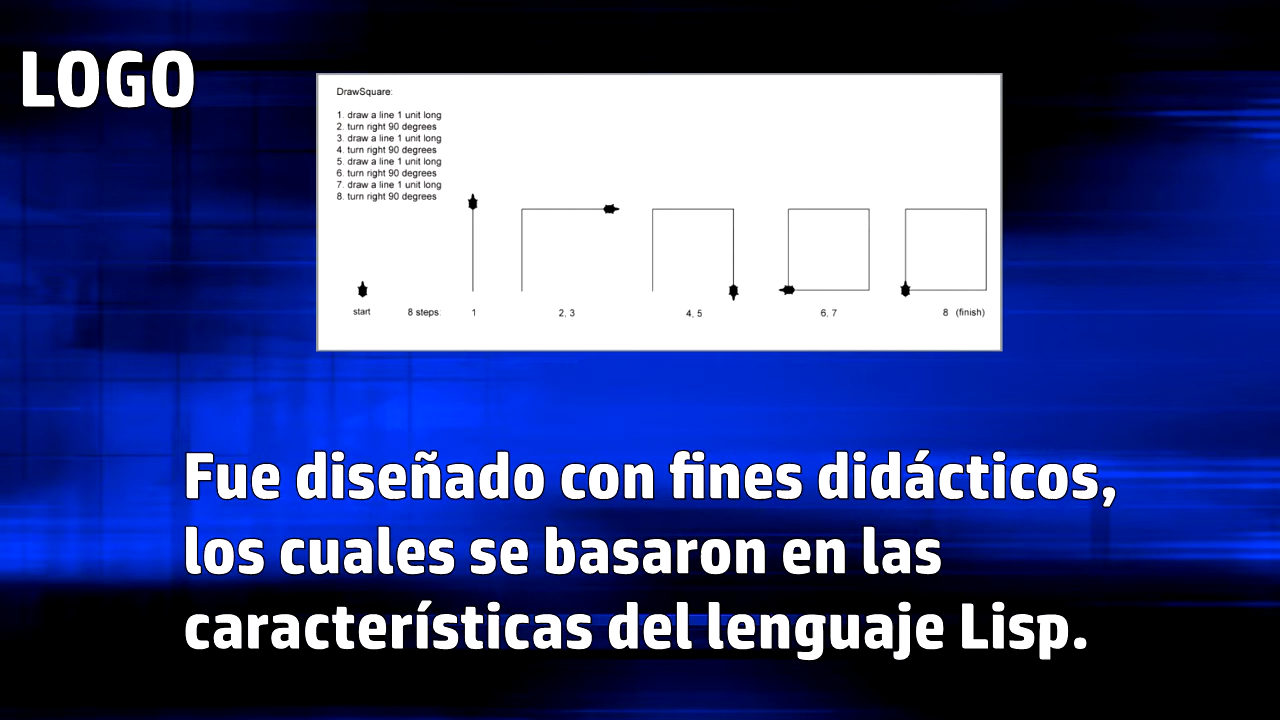 LOGO
DrawSquare:
1. draw a line 1 unit long
2. turn right 90 degrees
3. draw a line 1 unit long
4. turn right 90 degrees
5. draw a line 1 unit long
6. turn right 90 degrees
7. draw a line 1 unit long
8. turn right 90 degrees
start 8 steps: 1 2, 3 4, 5 6, 7 8 (finish)
Fue diseñado con fines didácticos,
los cuales se basaron en las
características del lenguaje Lisp.